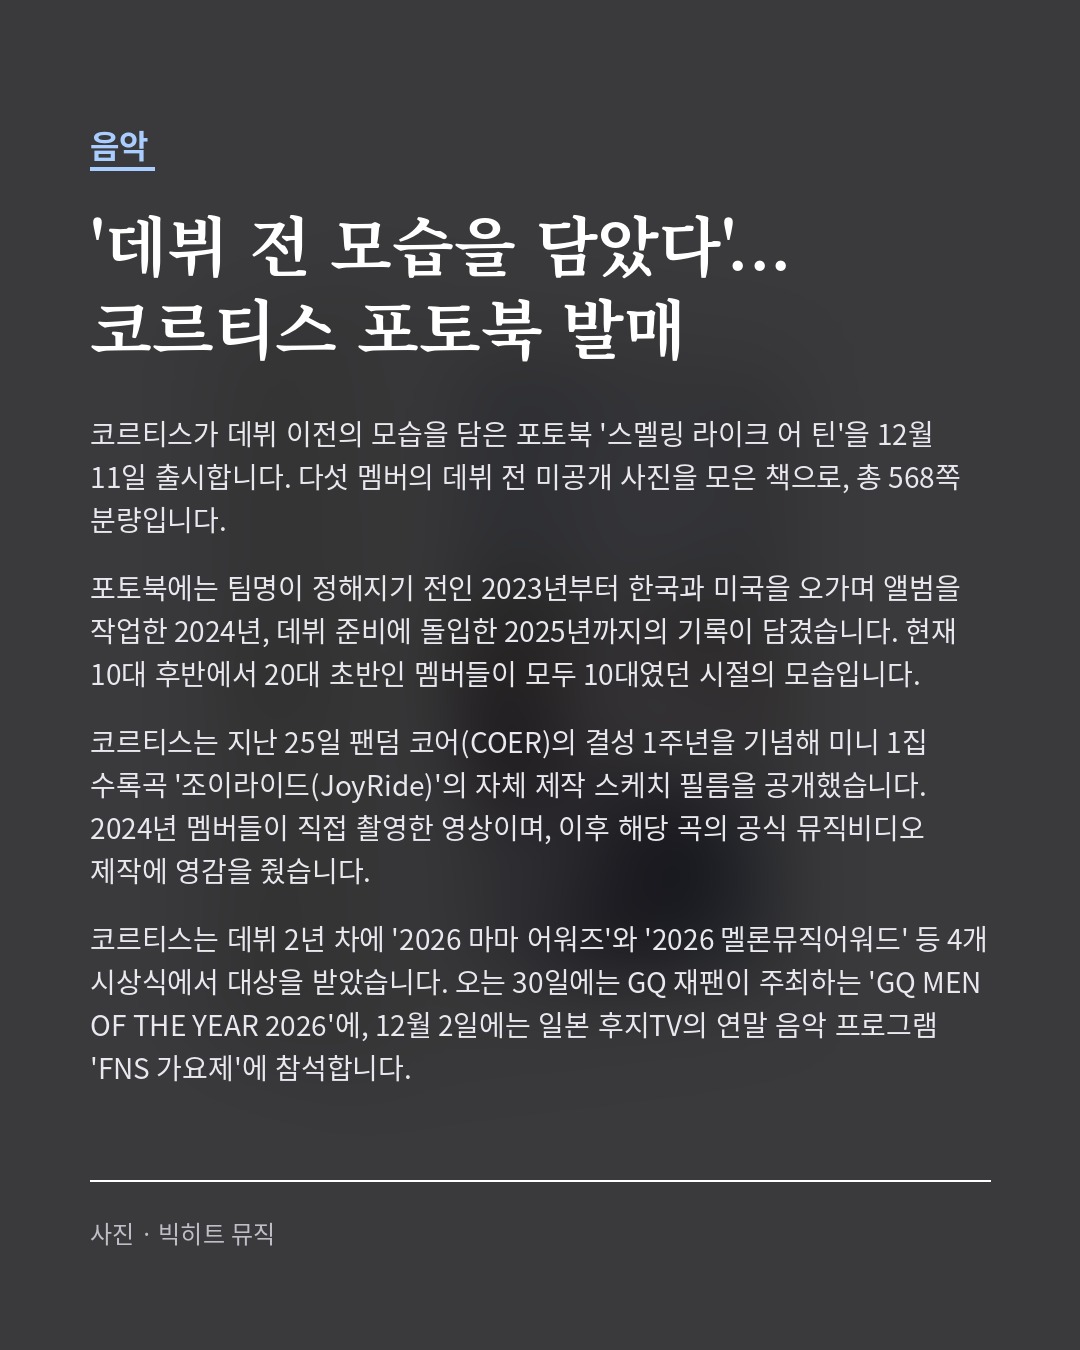 음악
'데뷔 전 모습을 담았다'...
코르티스 포토북 발매
코르티스가 데뷔 이전의 모습을 담은 포토북 '스멜링 라이크 어 틴'을 12월
11일 출시합니다. 다섯 멤버의 데뷔 전 미공개 사진을 모은 책으로, 총 568쪽
분량입니다.
포토북에는 팀명이 정해지기 전인 2023년부터 한국과 미국을 오가며 앨범을
작업한 2024년, 데뷔 준비에 돌입한 2025년까지의 기록이 담겼습니다. 현재
10대 후반에서 20대 초반인 멤버들이 모두 10대였던 시절의 모습입니다.
코르티스는 지난 25일 팬덤 코어(COER)의 결성 1주년을 기념해 미니 1집
수록곡 '조이라이드(JoyRide)'의 자체 제작 스케치 필름을 공개했습니다.
2024년 멤버들이 직접 촬영한 영상이며, 이후 해당 곡의 공식 뮤직비디오
제작에 영감을 줬습니다.
코르티스는 데뷔 2년 차에 '2026 마마 어워즈'와 '2026 멜론뮤직어워드' 등 4개
시상식에서 대상을 받았습니다. 오는 30일에는 GQ 재팬이 주최하는 'GQ MEN
OF THE YEAR 2026'에, 12월 2일에는 일본 후지TV의 연말 음악 프로그램
'FNS 가요제'에 참석합니다.
사진 · 빅히트 뮤직